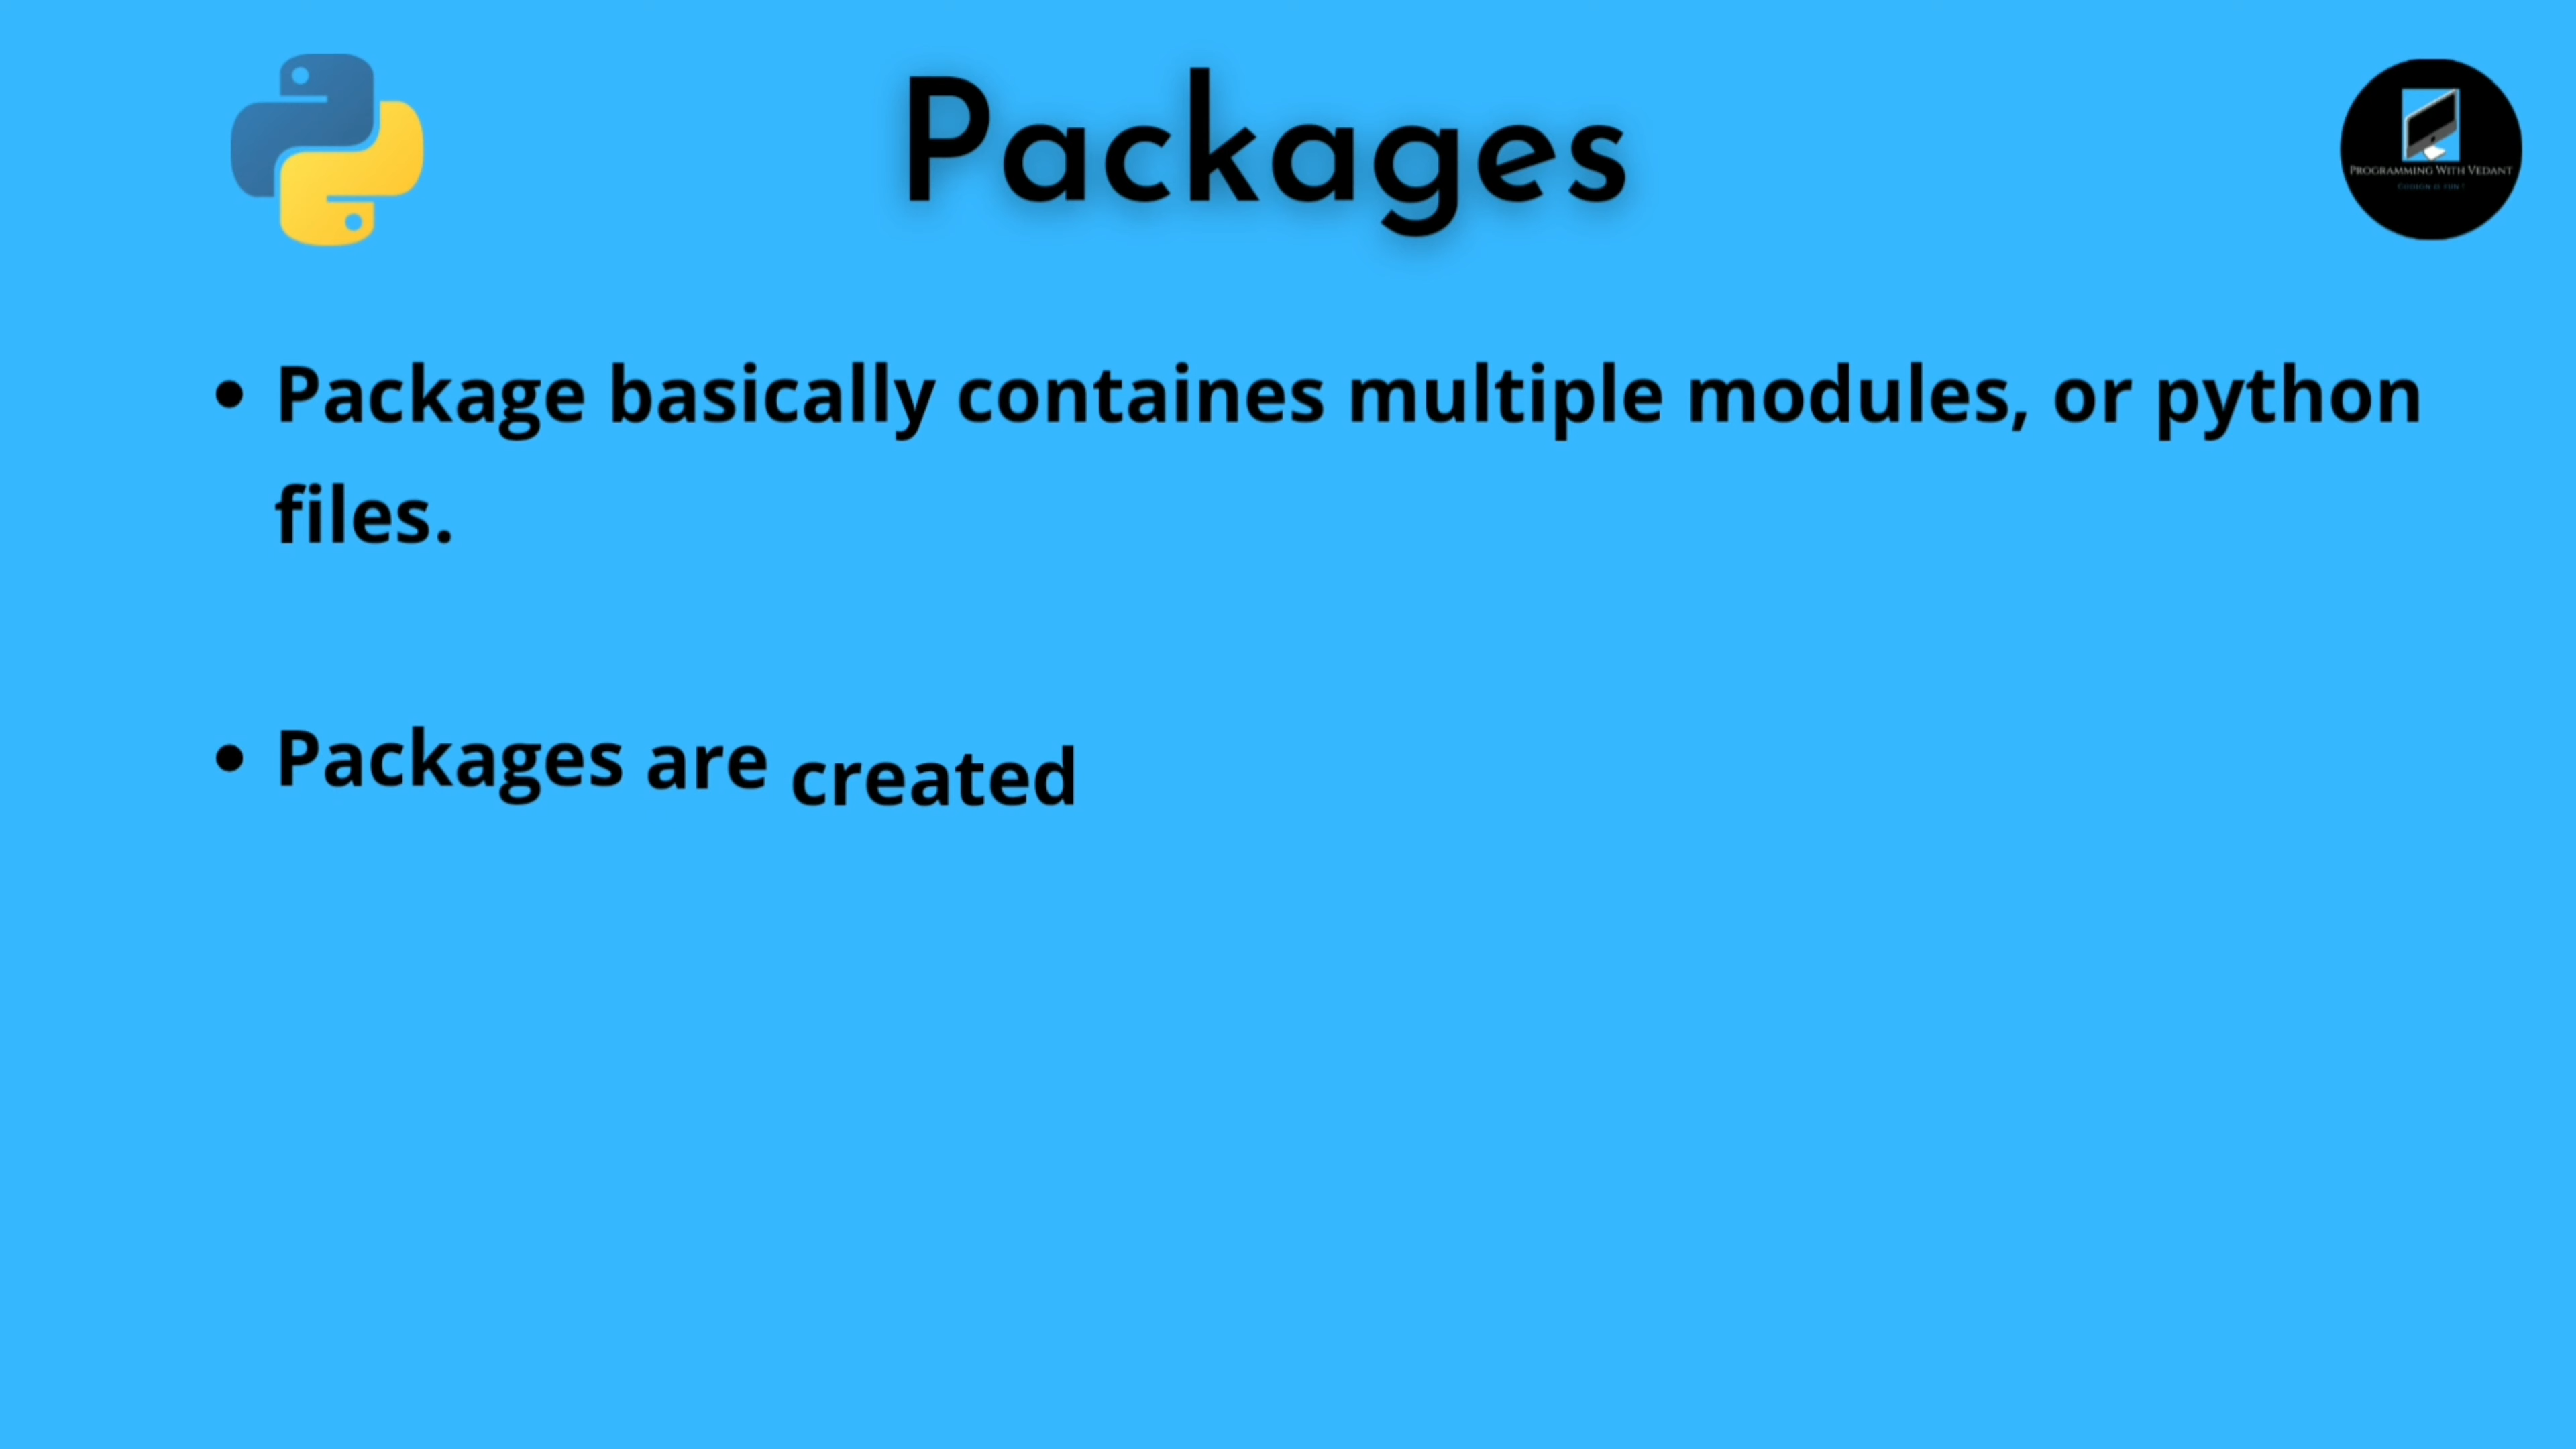 Packages
PROGRAMMING WITH VEDANT
• Package basically containes multiple modules, or python
files.
• Packages are created